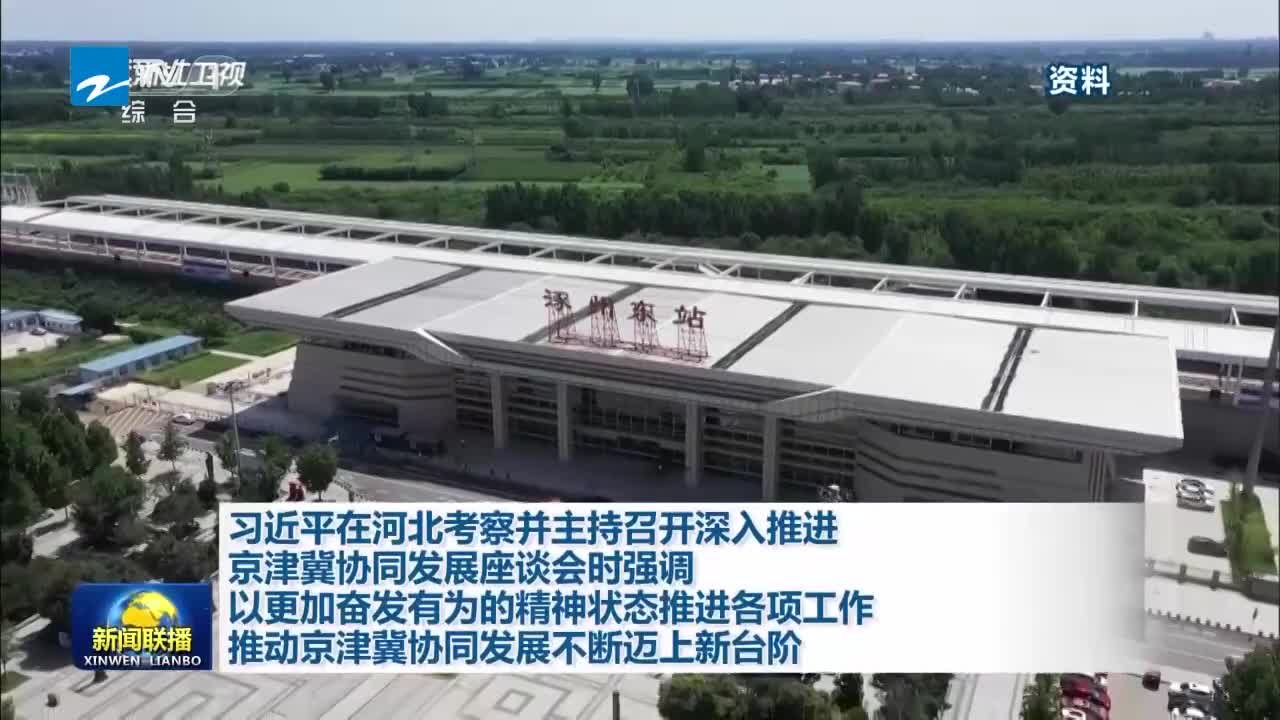 卫视
综合
资料
涿州东站
习近平在河北考察并主持召开深入推进
京津冀协同发展座谈会时强调
以更加奋发有为的精神状态推进各项工作
推动京津冀协同发展不断迈上新台阶
新闻联播
XINWEN LIANBO